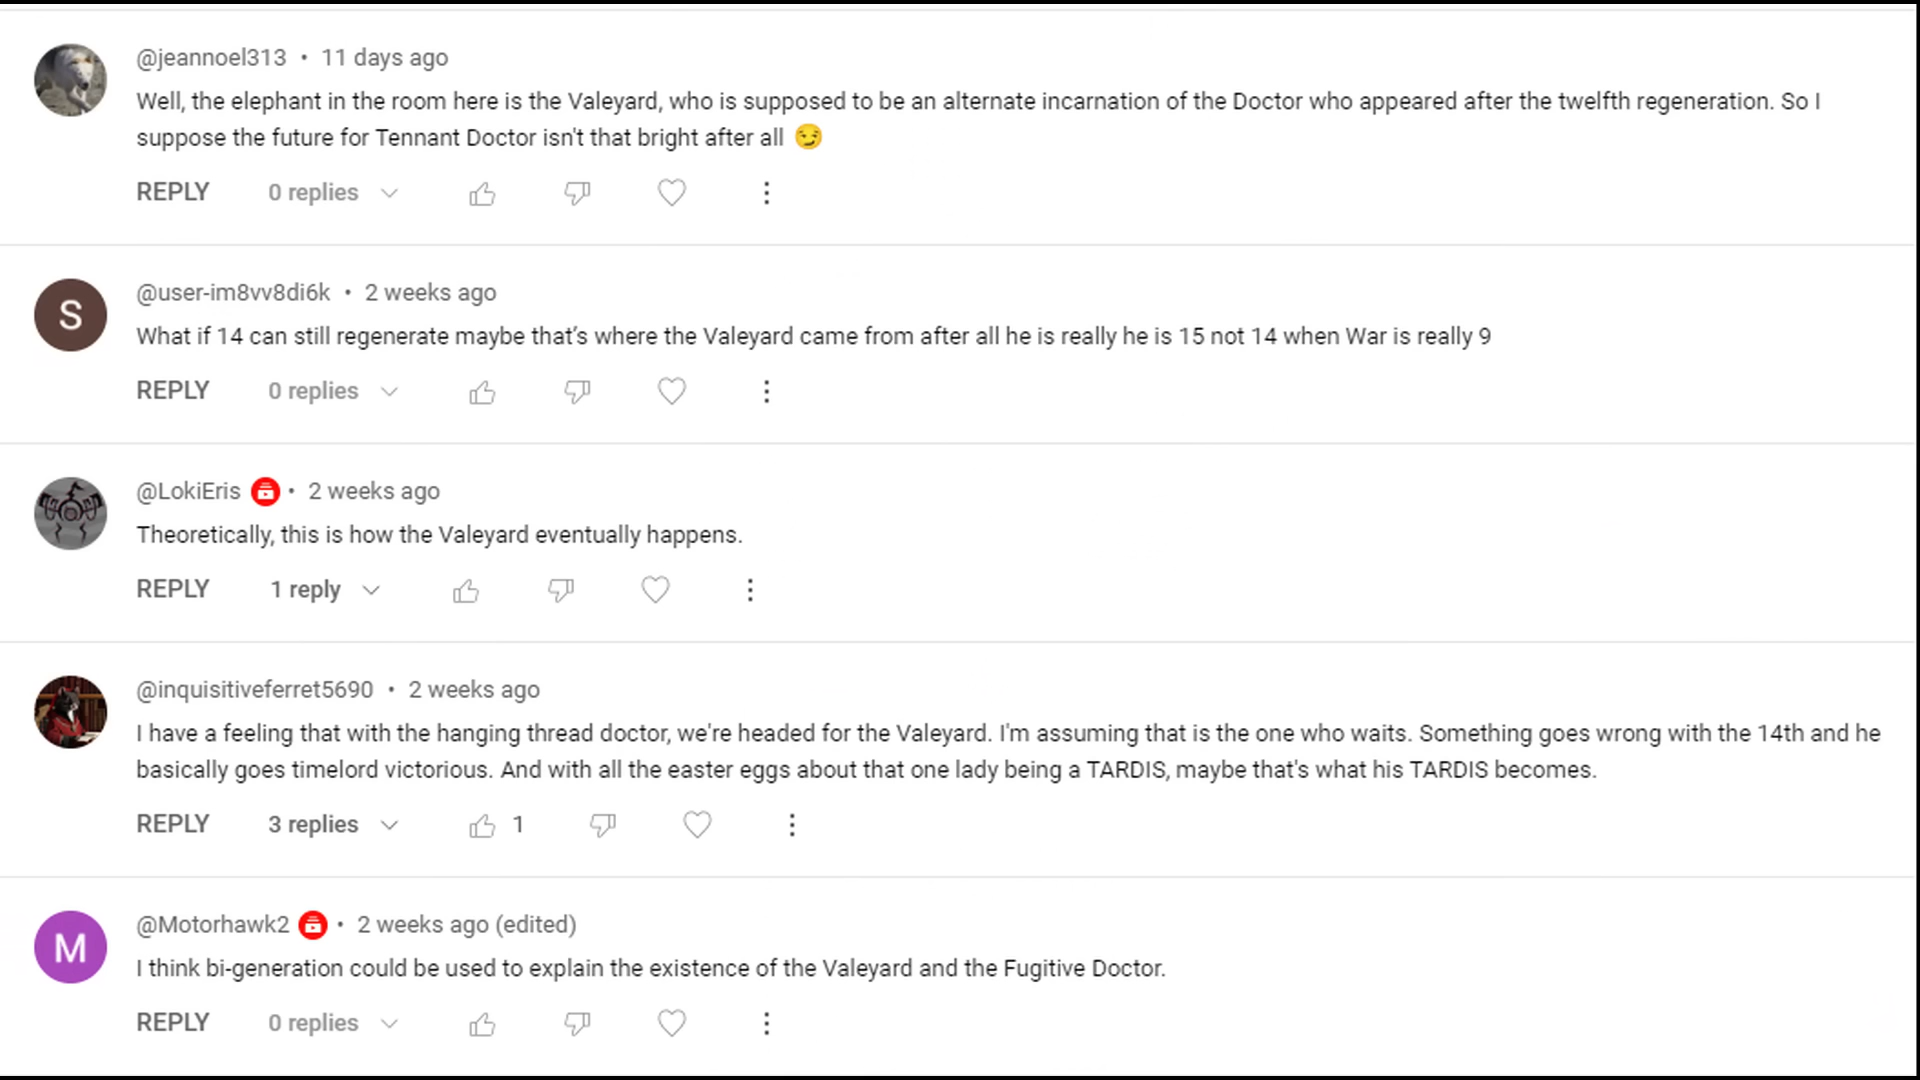 @jeannoel313 • 11 days ago
Well, the elephant in the room here is the Valeyard, who is supposed to be an alternate incarnation of the Doctor who appeared after the twelfth regeneration. So I
suppose the future for Tennant Doctor isn't that bright after all 😏
REPLY 0 replies
S
@user-im8vv8di6k • 2 weeks ago
What if 14 can still regenerate maybe that's where the Valeyard came from after all he is really he is 15 not 14 when War is really 9
REPLY 0 replies
@LokiEris • 2 weeks ago
Theoretically, this is how the Valeyard eventually happens.
REPLY 1 reply
@inquisitiveferret5690 • 2 weeks ago
I have a feeling that with the hanging thread doctor, we're headed for the Valeyard. I'm assuming that is the one who waits. Something goes wrong with the 14th and he
basically goes timelord victorious. And with all the easter eggs about that one lady being a TARDIS, maybe that's what his TARDIS becomes.
REPLY 3 replies 1
M
@Motorhawk2 • 2 weeks ago (edited)
I think bi-generation could be used to explain the existence of the Valeyard and the Fugitive Doctor.
REPLY 0 replies